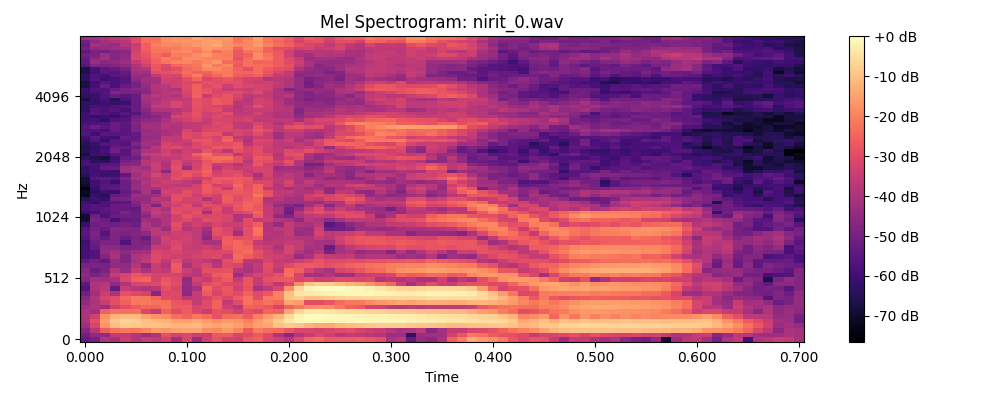 Mel Spectrogram: nirit_0.wav
+0 dB
-10 dB
-20 dB
-30 dB
-40 dB
-50 dB
-60 dB
-70 dB
Hz
4096
2048
1024
512
0
0.000 0.100 0.200 0.300 0.400 0.500 0.600 0.700
Time